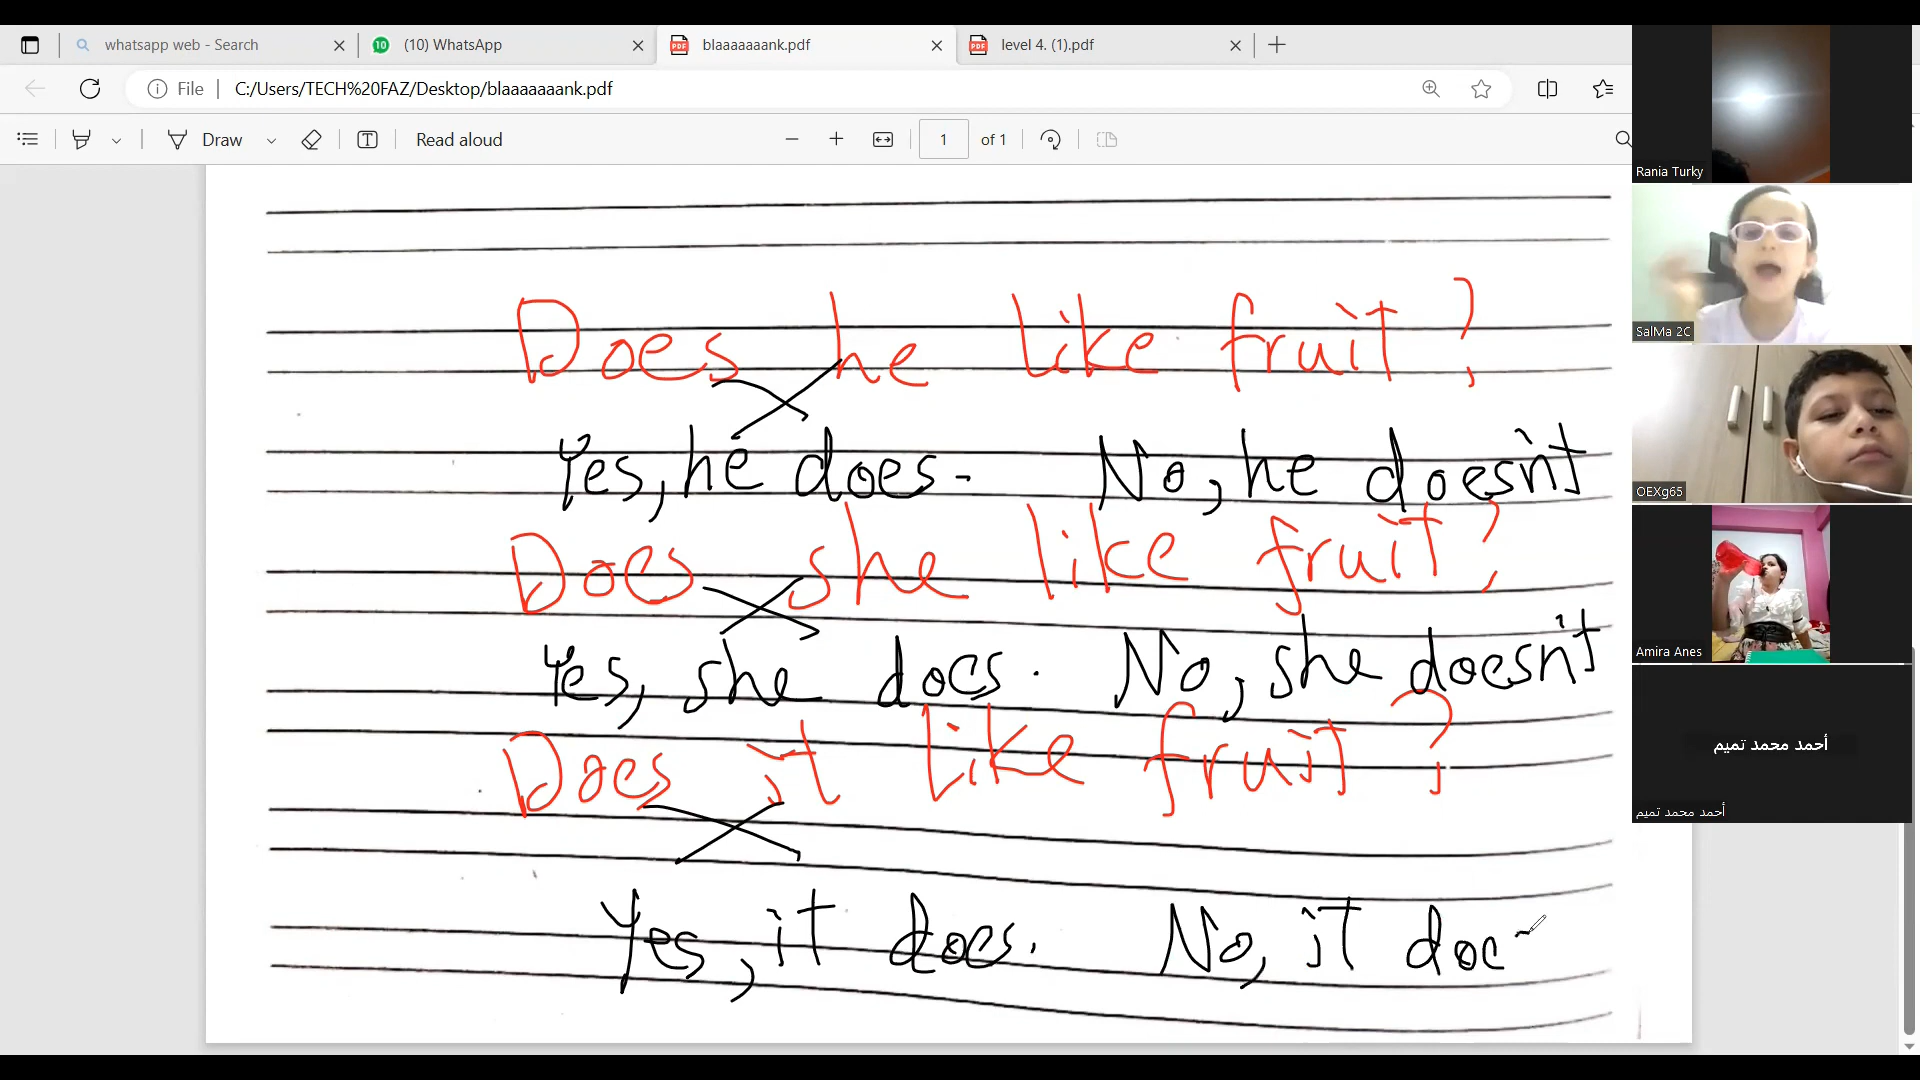 whatsapp web - Search
(10) WhatsApp
blaaaaaaank.pdf
level 4. (1).pdf
File
C:/Users/TECH%20FAZ/Desktop/blaaaaaaank.pdf
Draw
Read aloud
1 of 1
Does he like fruit?
Yes, he does. No, he doesn't
Does she like fruit?
Yes, she does. No, she doesn't
Does it like fruit?
Yes, it does. No, it doe
Rania Turky
SalMa 2C
OEXg65
Amira Anes
أحمد محمد تميم
أحمد محمد تميم